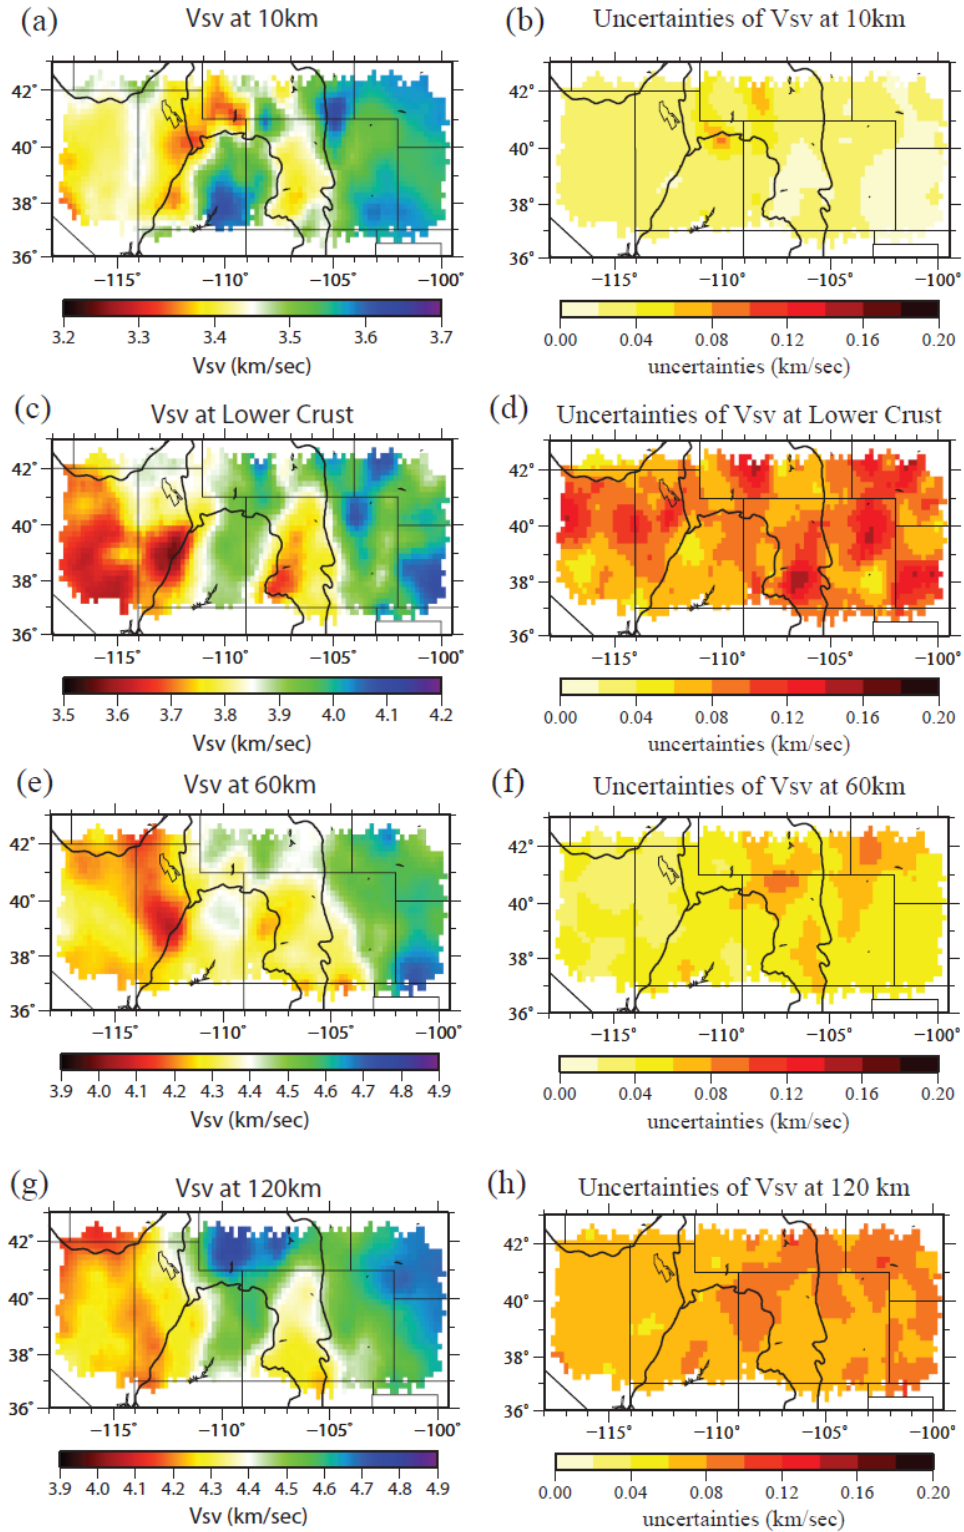 (a) Vsv at 10km
(b) Uncertainties of Vsv at 10km
42°
40°
38°
36°
−115° −110° −105° −100°
42°
40°
38°
36°
−115° −110° −105° −100°
3.2 3.3 3.4 3.5 3.6 3.7
Vsv (km/sec)
0.00 0.04 0.08 0.12 0.16 0.20
uncertainties (km/sec)
(c) Vsv at Lower Crust
(d) Uncertainties of Vsv at Lower Crust
42°
40°
38°
36°
−115° −110° −105° −100°
42°
40°
38°
36°
−115° −110° −105° −100°
3.5 3.6 3.7 3.8 3.9 4.0 4.1 4.2
Vsv (km/sec)
0.00 0.04 0.08 0.12 0.16 0.20
uncertainties (km/sec)
(e) Vsv at 60km
(f) Uncertainties of Vsv at 60km
42°
40°
38°
36°
−115° −110° −105° −100°
42°
40°
38°
36°
−115° −110° −105° −100°
3.9 4.0 4.1 4.2 4.3 4.4 4.5 4.6 4.7 4.8 4.9
Vsv (km/sec)
0.00 0.04 0.08 0.12 0.16 0.20
uncertainties (km/sec)
(g) Vsv at 120km
(h) Uncertainties of Vsv at 120 km
42°
40°
38°
36°
−115° −110° −105° −100°
42°
40°
38°
36°
−115° −110° −105° −100°
3.9 4.0 4.1 4.2 4.3 4.4 4.5 4.6 4.7 4.8 4.9
Vsv (km/sec)
0.00 0.04 0.08 0.12 0.16 0.20
uncertainties (km/sec)